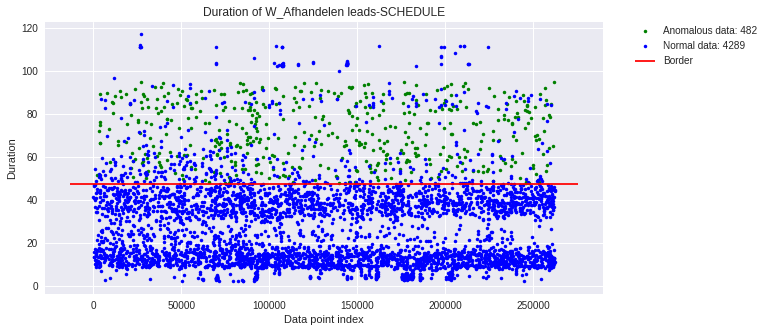 Duration of W_Afhandelen leads-SCHEDULE
Anomalous data: 482
Normal data: 4289
Border
Duration
120
100
80
60
40
20
0
0
50000
100000
150000
200000
250000
Data point index